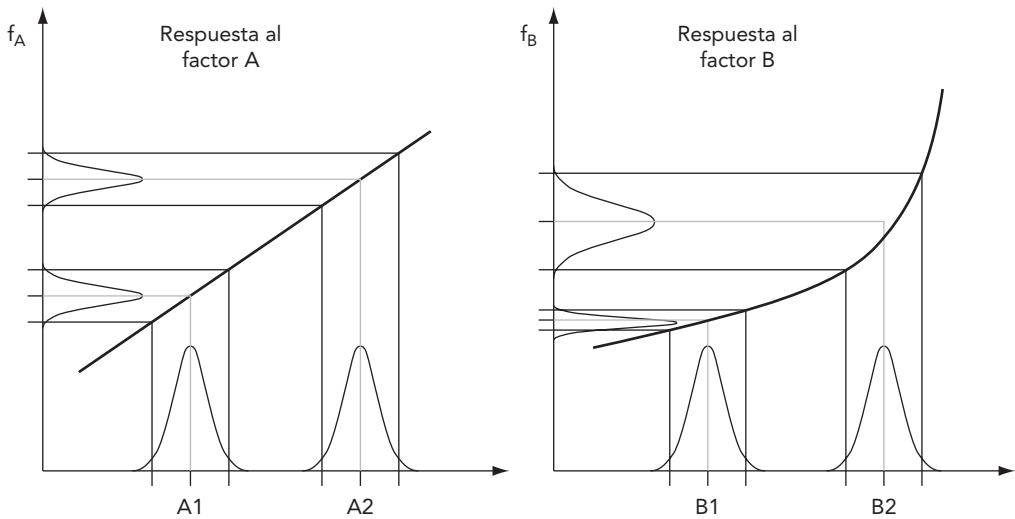 f_A
Respuesta al
factor A
A1
A2
f_B
Respuesta al
factor B
B1
B2